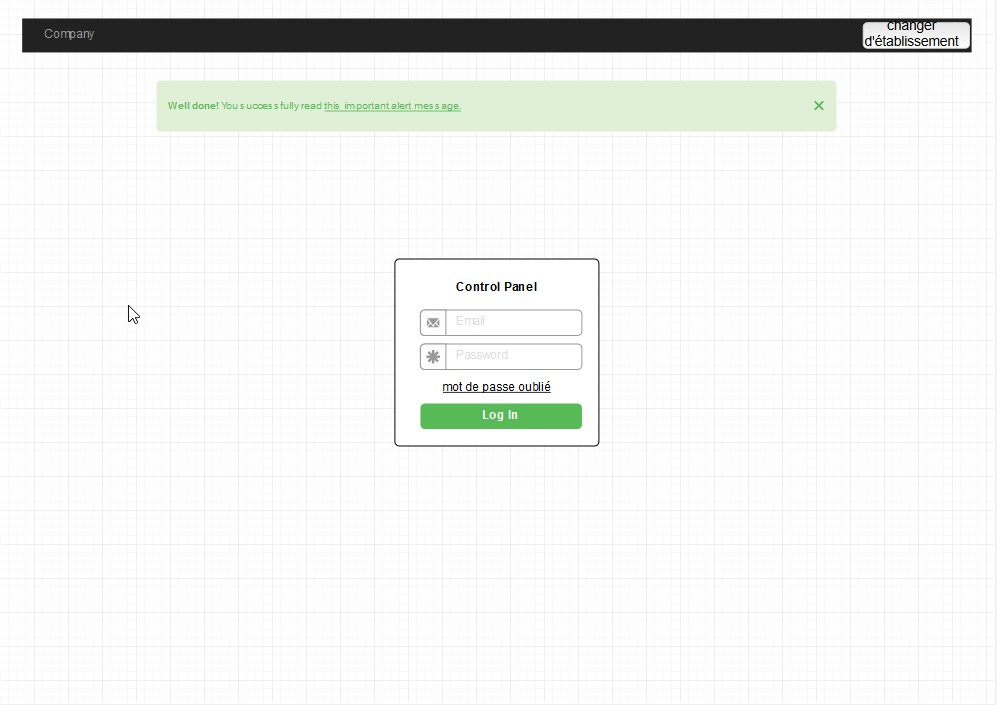 Company
changer
d'établissement
Well done! You successfully read this important alert message.
Control Panel
Email
Password
mot de passe oublié
Log In